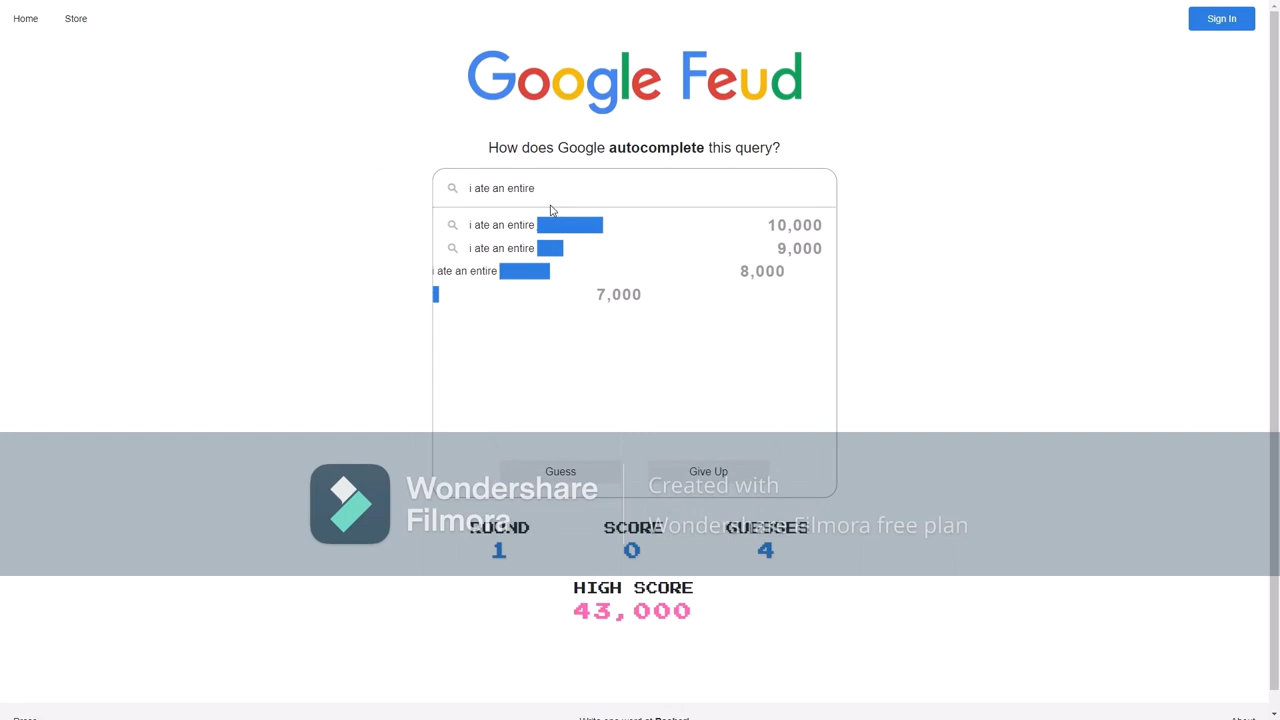 Home Store Sign In
Google Feud
How does Google autocomplete this query?
i ate an entire
i ate an entire 10,000
i ate an entire 9,000
i ate an entire 8,000
7,000
Guess Give Up
Wondershare Filmora
Created with
Wondershare Filmora free plan
ROUND SCORE GUESSES
1 0 4
HIGH SCORE
43,000